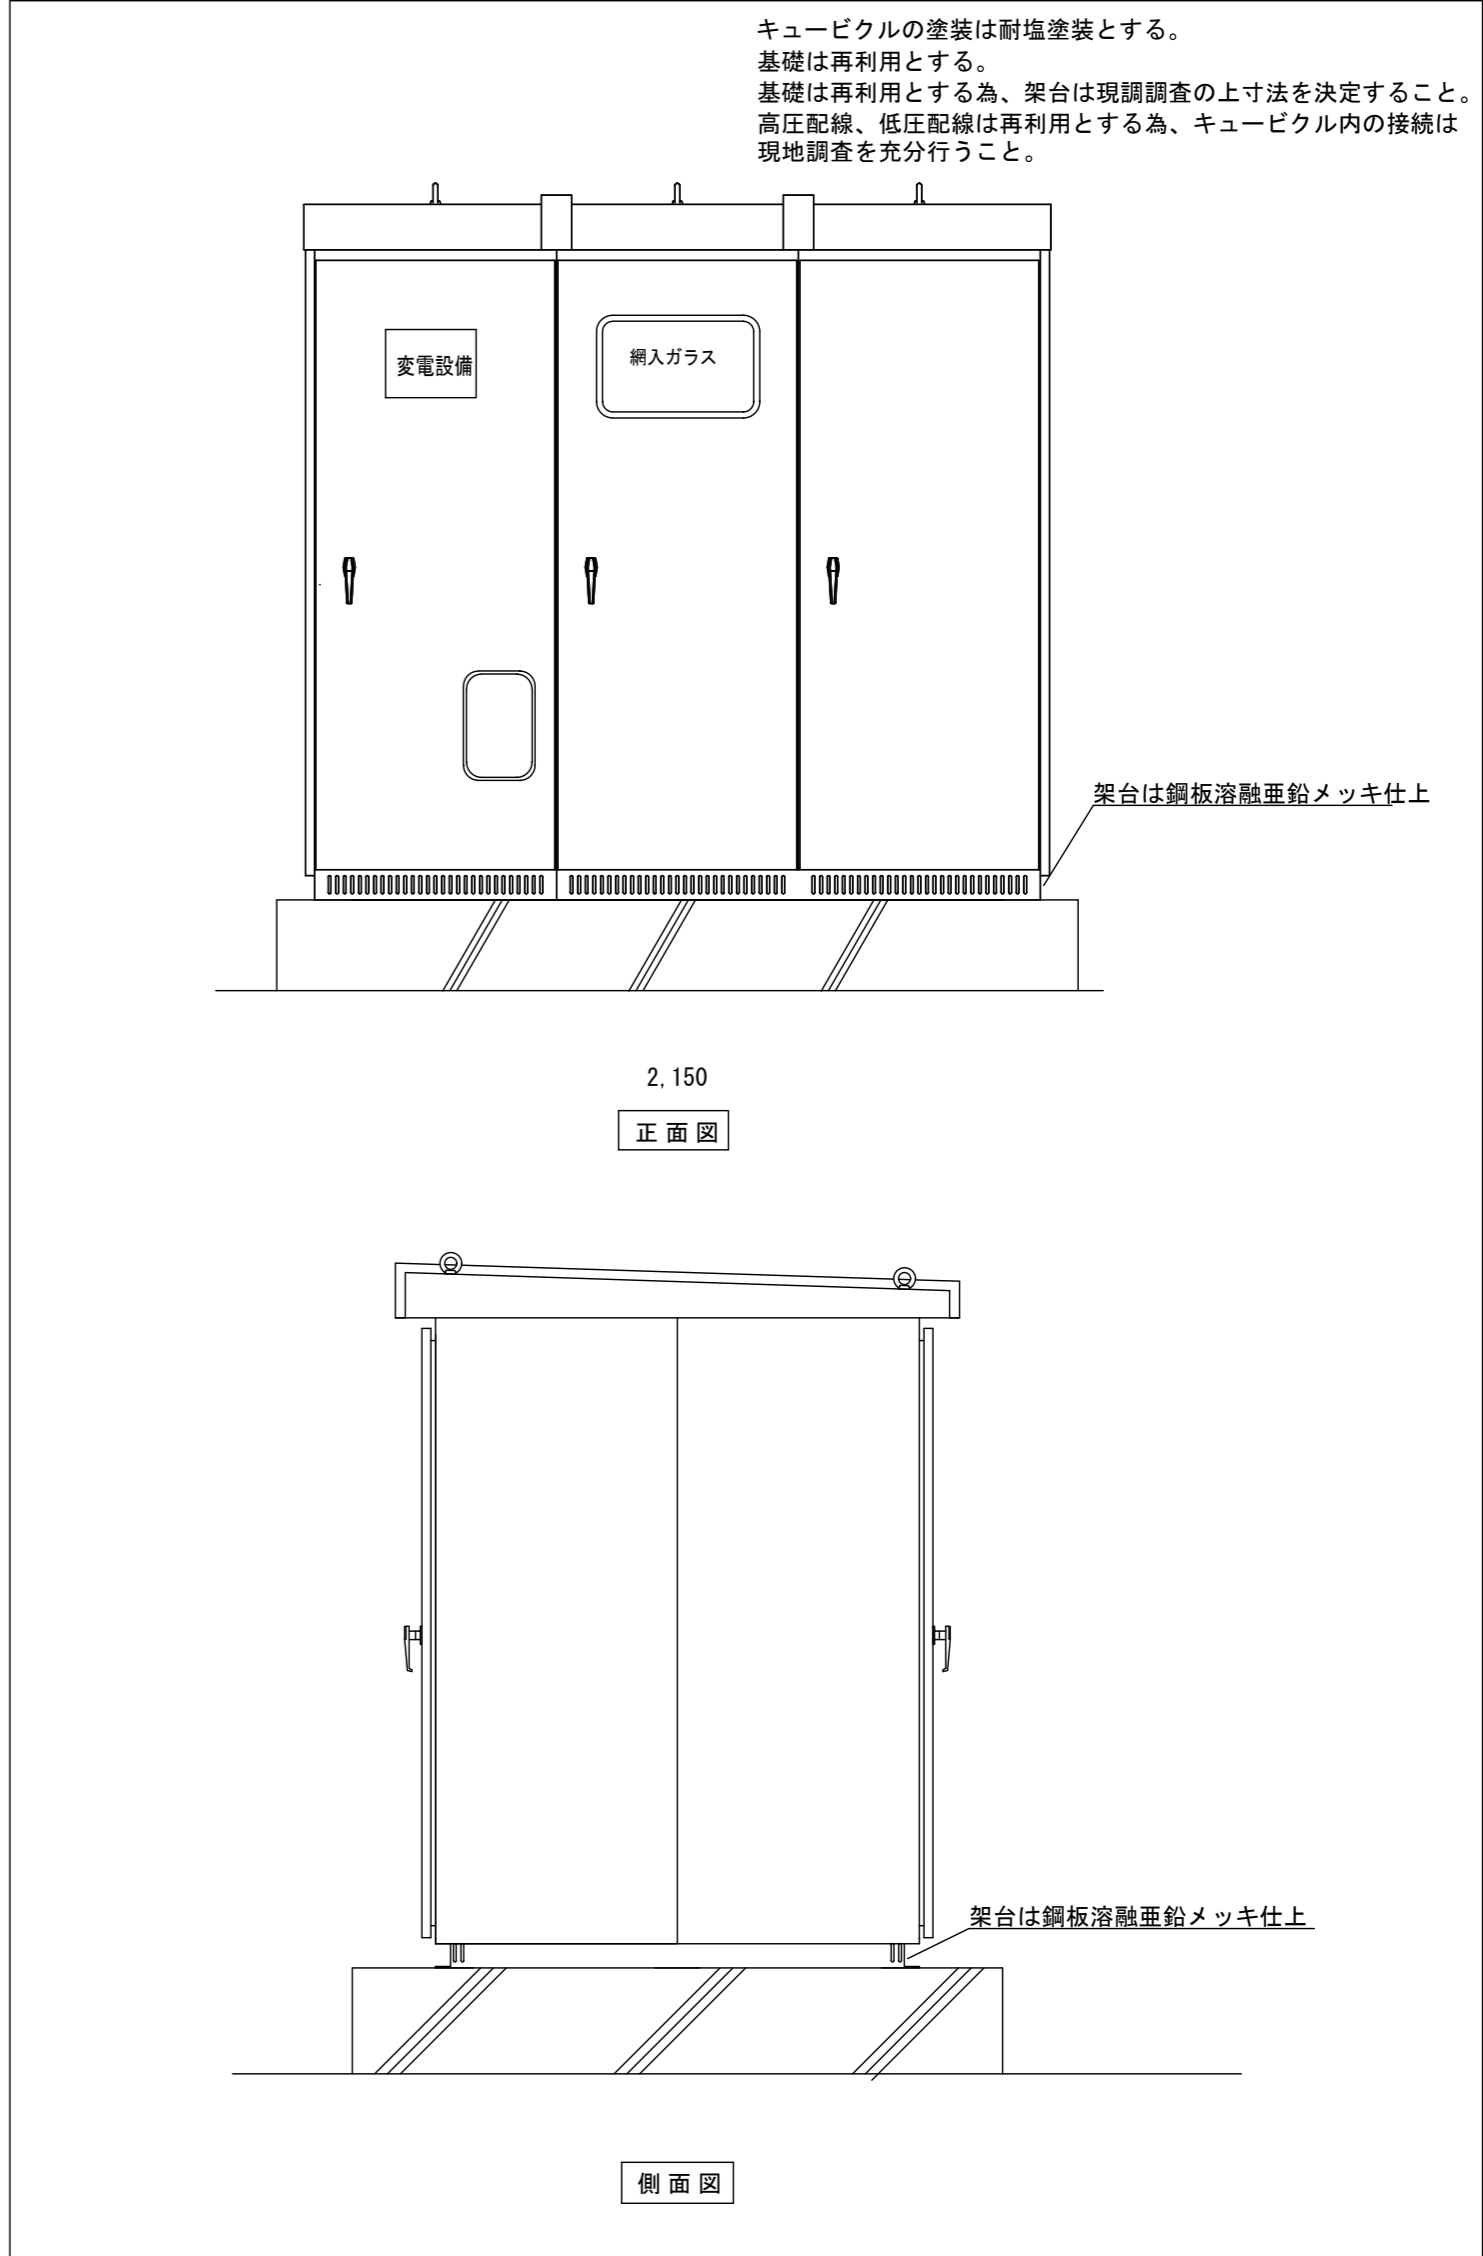 キュービクルの塗装は耐塩塗装とする。
基礎は再利用とする。
基礎は再利用とする為、架台は現調調査の上寸法を決定すること。
高圧配線、低圧配線は再利用とする為、キュービクル内の接続は
現地調査を充分行うこと。
変電設備
網入ガラス
架台は鋼板溶融亜鉛メッキ仕上
2,150
正面図
架台は鋼板溶融亜鉛メッキ仕上
側面図